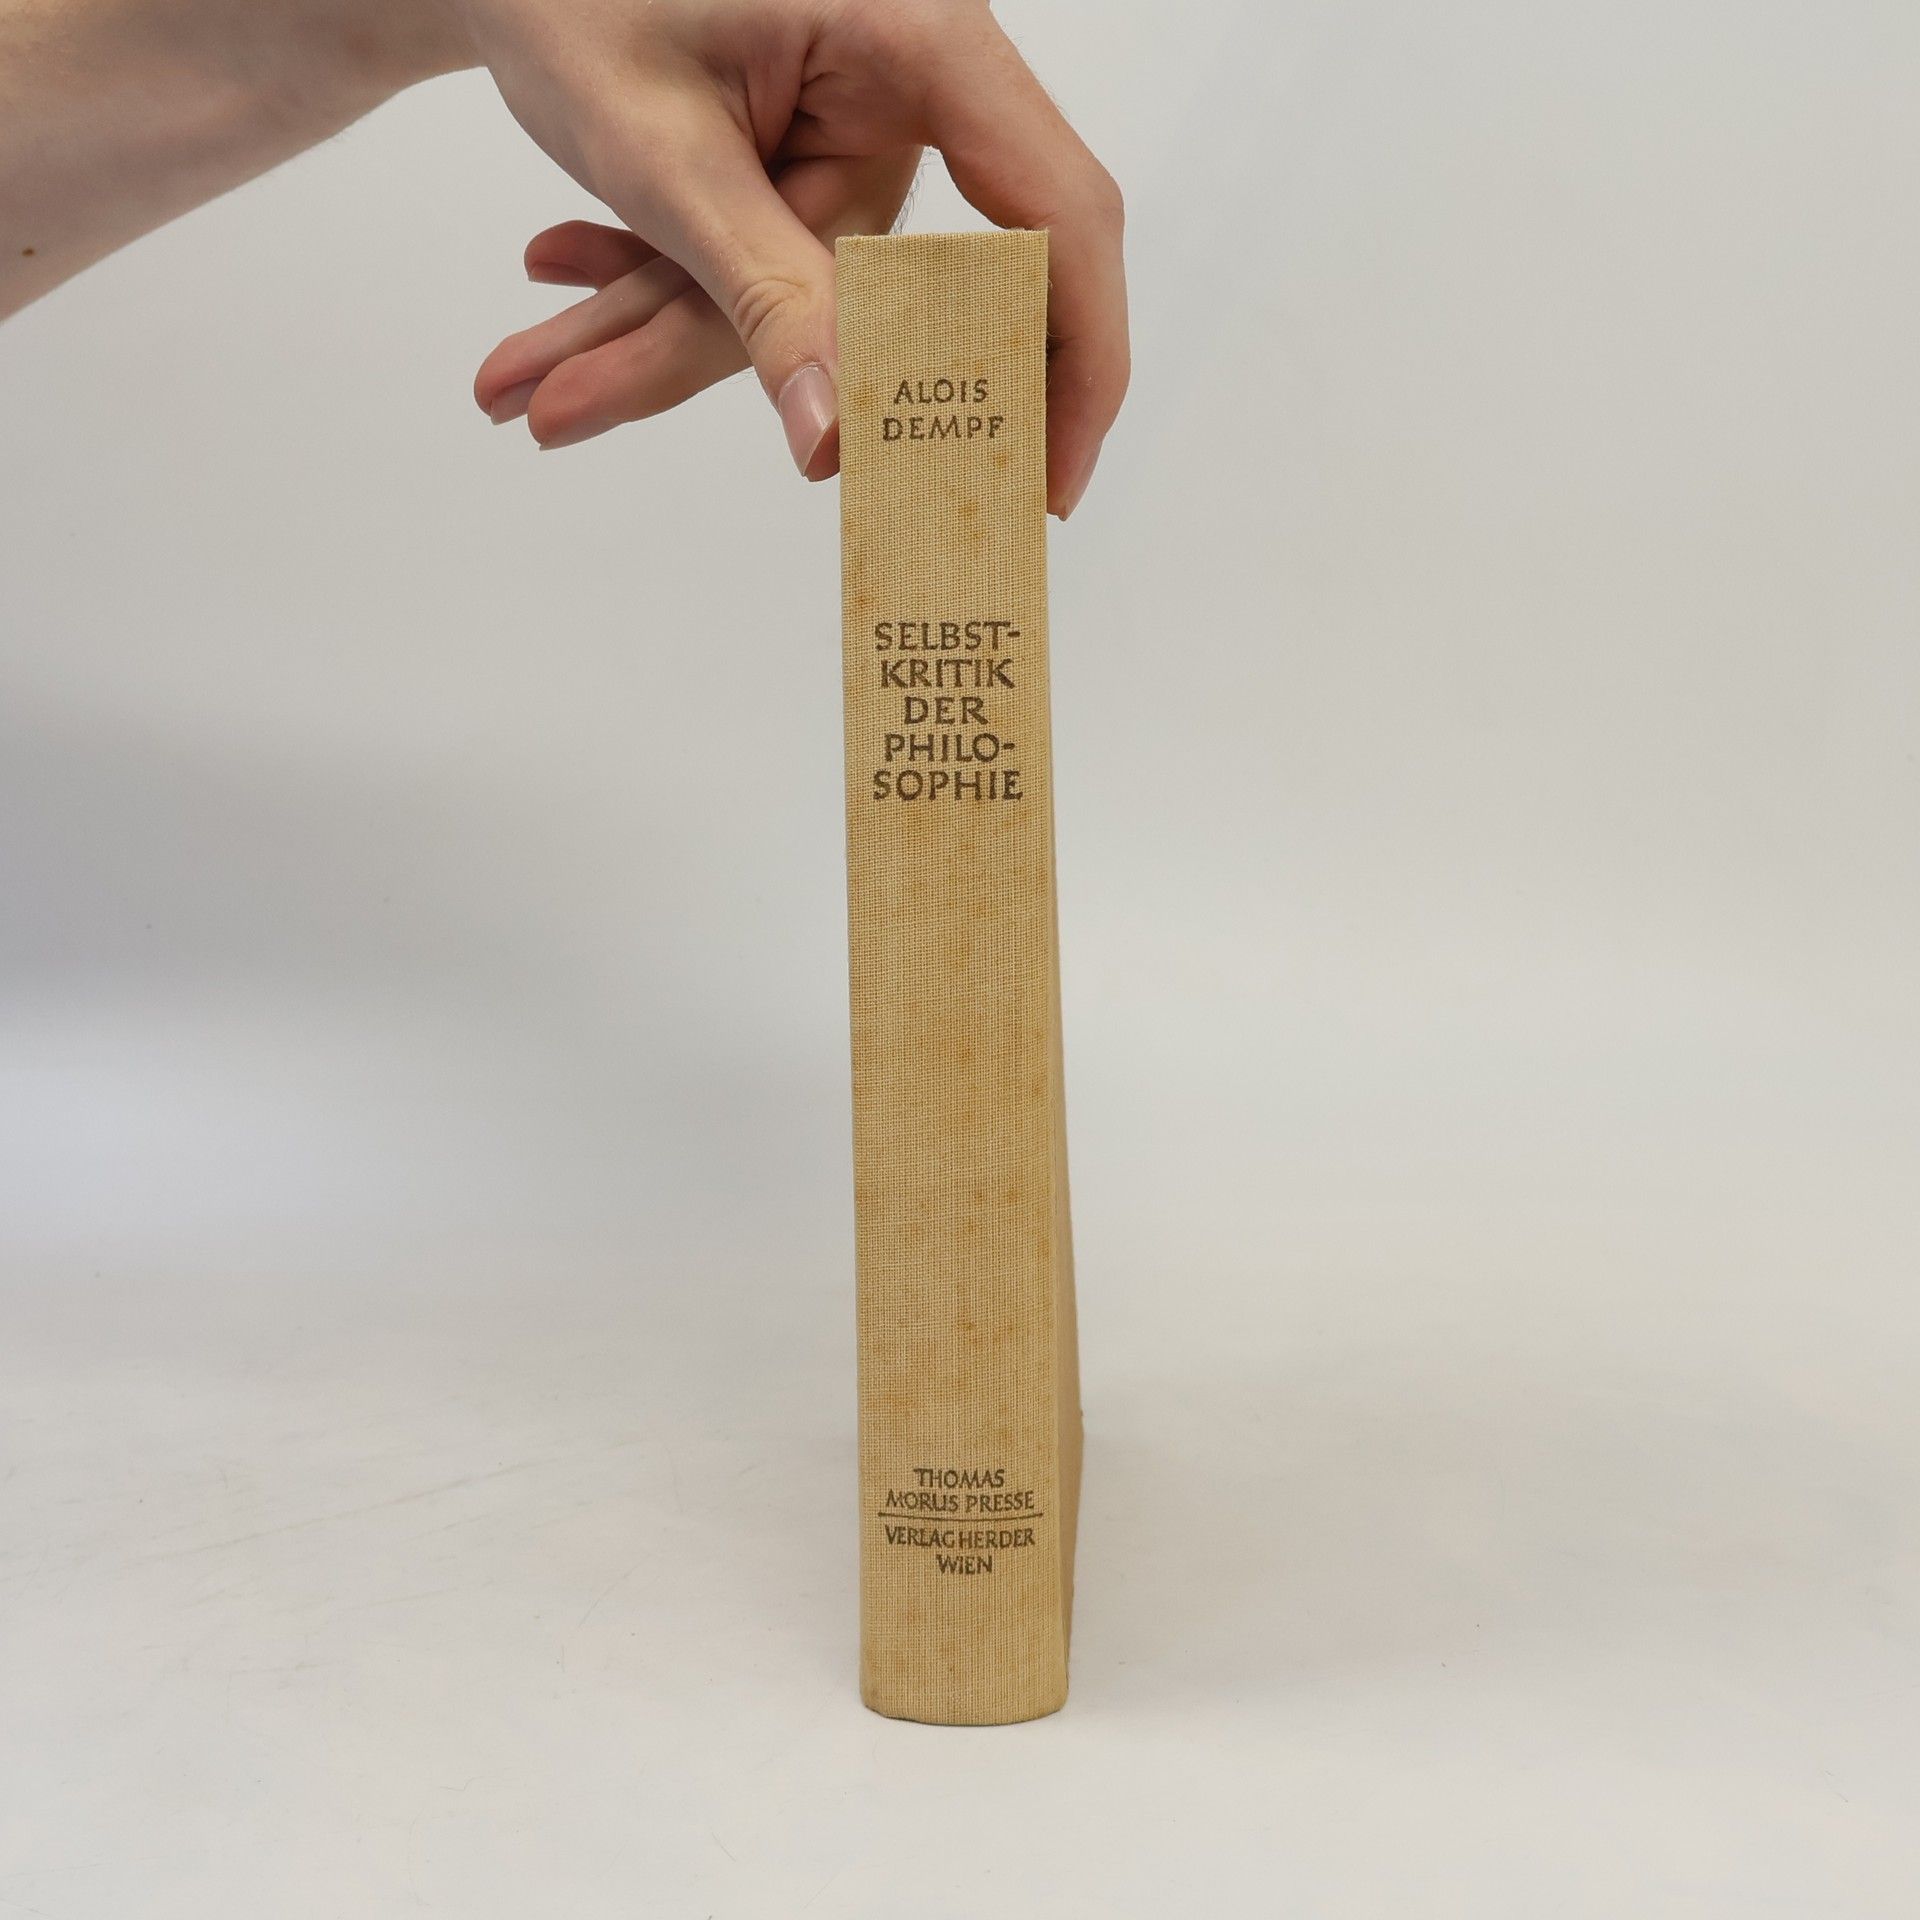 ALOIS
DEMPF
SELBST-
KRITIK
DER
PHILO-
SOPHIE
THOMAS
MORUS PRESSE
VERLAG HERDER
WIEN